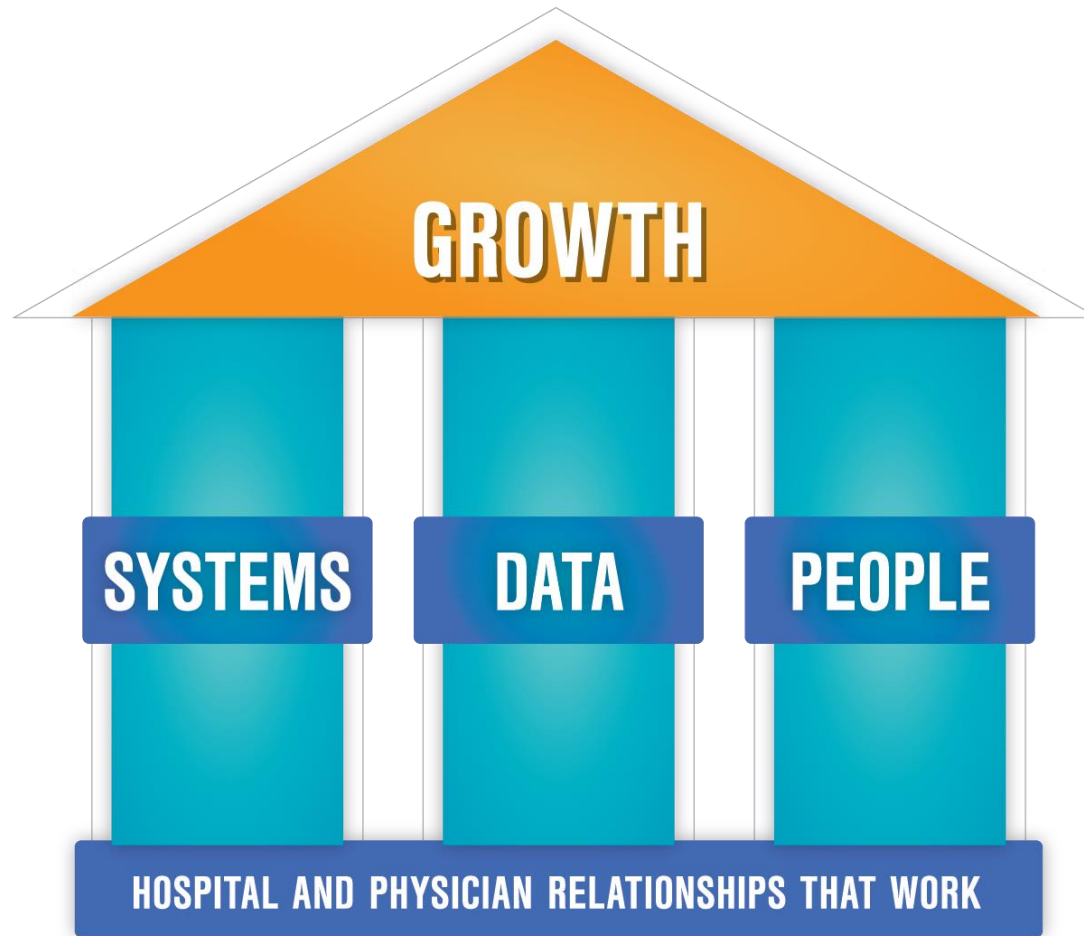 GROWTH
SYSTEMS
DATA
PEOPLE
HOSPITAL AND PHYSICIAN RELATIONSHIPS THAT WORK